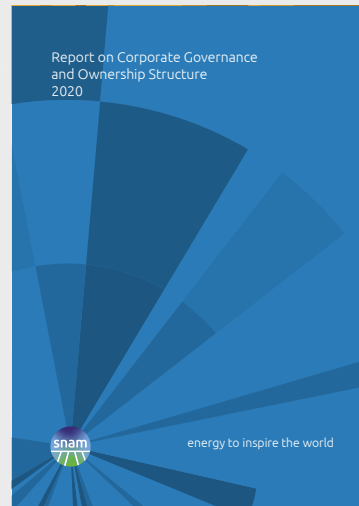 Report on Corporate Governance
and Ownership Structure
2020
snam
energy to inspire the world